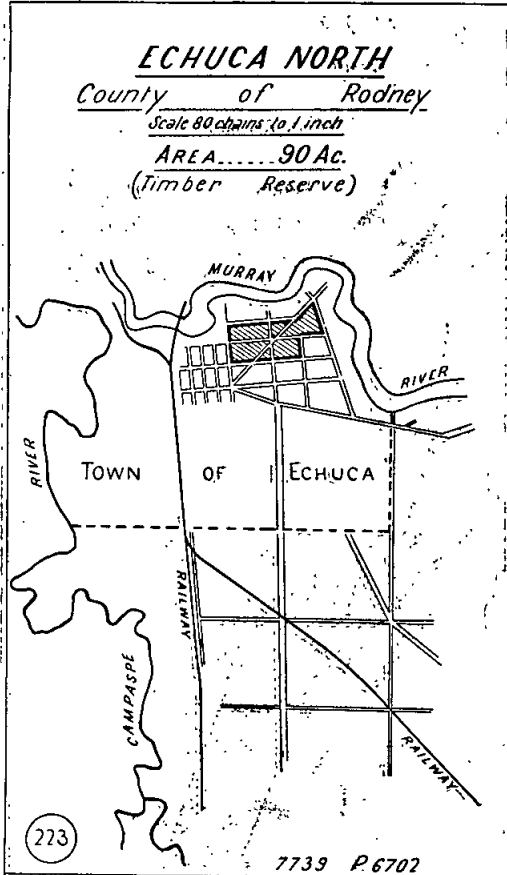 ECHUCA NORTH
County of Rodney
Scale 80 chains to 1 inch
AREA...... 90 Ac.
(Timber Reserve)
MURRAY
RIVER
RIVER
TOWN OF ECHUCA
RAILWAY
CAMPASPE
RAILWAY
223
7739 P.6702